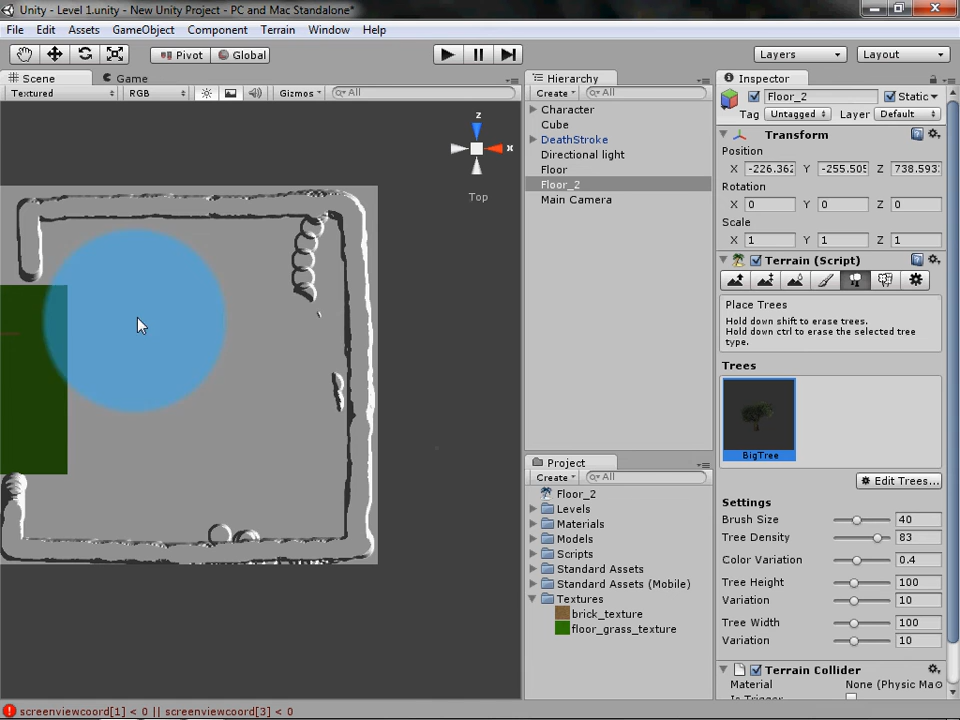 Unity - Level 1.unity - New Unity Project - PC and Mac Standalone*
File Edit Assets GameObject Component Terrain Window Help
Pivot Global Layers Layout
Scene Game
Textured RGB Gizmos All
z
x
Top
Hierarchy
Create All
Character
Cube
DeathStroke
Directional light
Floor
Floor_2
Main Camera
Project
Create All
Floor_2
Levels
Materials
Models
Scripts
Standard Assets
Standard Assets (Mobile)
Textures
brick_texture
floor_grass_texture
Inspector
Floor_2 Static
Tag Untagged Layer Default
Transform
Position
X -226.362 Y -255.505 Z 738.593
Rotation
X 0 Y 0 Z 0
Scale
X 1 Y 1 Z 1
Terrain (Script)
Place Trees
Hold down shift to erase trees.
Hold down ctrl to erase the selected tree
type.
Trees
BigTree
Edit Trees...
Settings
Brush Size 40
Tree Density 83
Color Variation 0.4
Tree Height 100
Variation 10
Tree Width 100
Variation 10
Terrain Collider
Material None (Physic Ma
screenviewcoord[1] < 0 || screenviewcoord[3] < 0